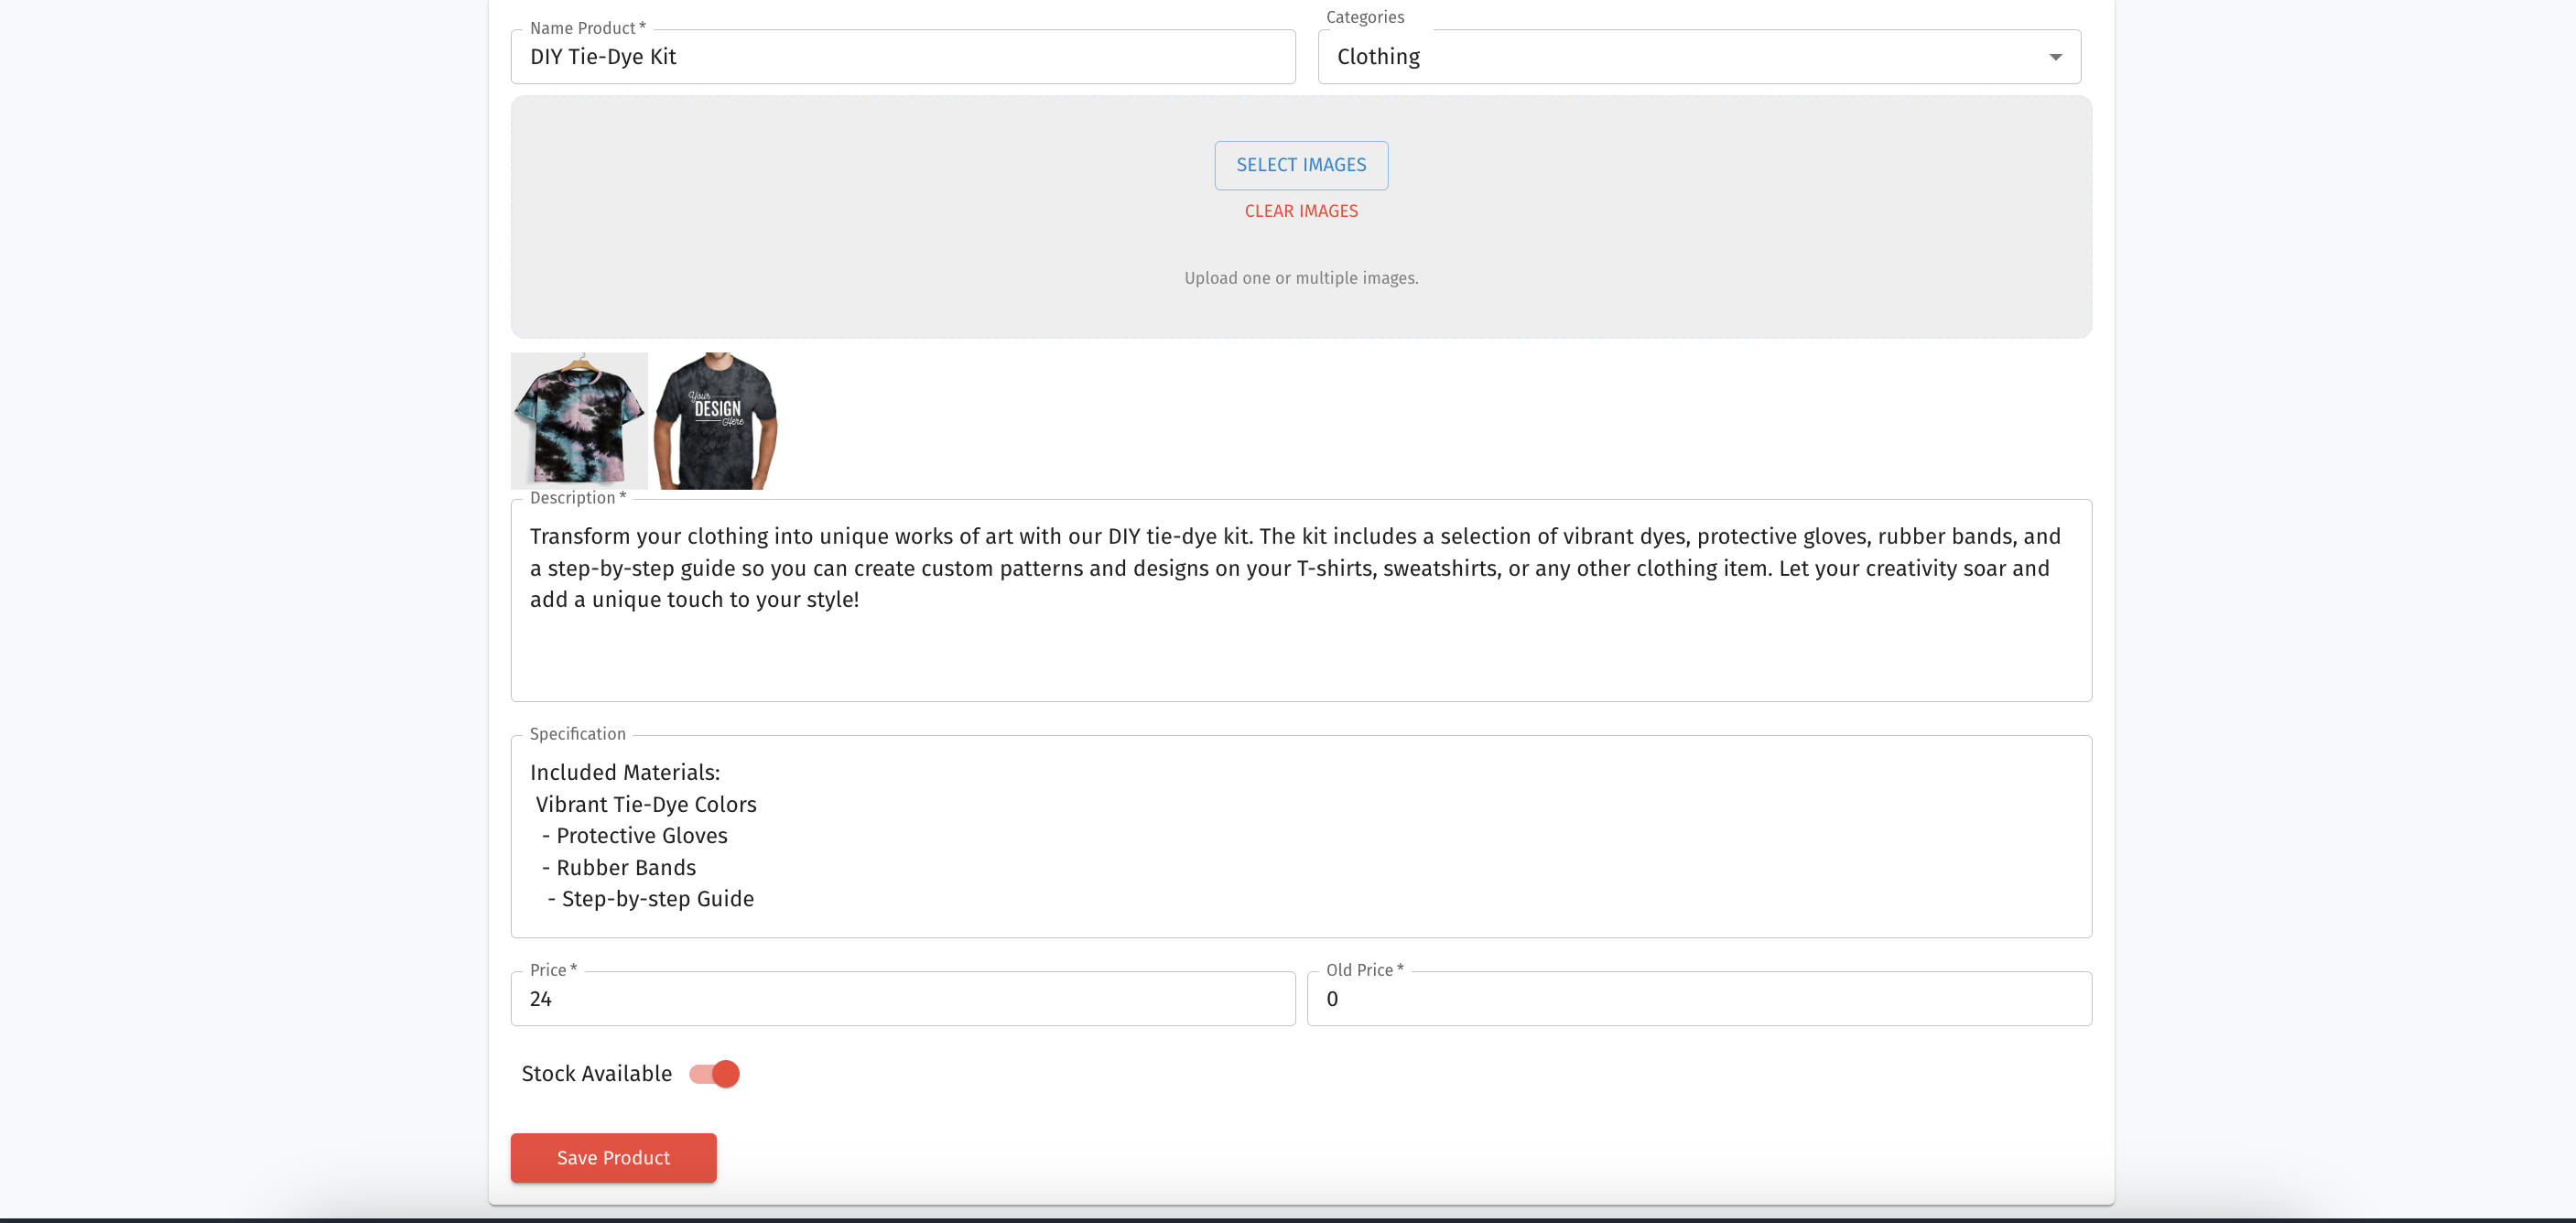 Name Product *
DIY Tie-Dye Kit
Categories
Clothing
SELECT IMAGES
CLEAR IMAGES
Upload one or multiple images.
Your
DESIGN
Here
Description *
Transform your clothing into unique works of art with our DIY tie-dye kit. The kit includes a selection of vibrant dyes, protective gloves, rubber bands, and
a step-by-step guide so you can create custom patterns and designs on your T-shirts, sweatshirts, or any other clothing item. Let your creativity soar and
add a unique touch to your style!
Specification
Included Materials:
Vibrant Tie-Dye Colors
- Protective Gloves
- Rubber Bands
- Step-by-step Guide
Price *
24
Old Price *
0
Stock Available
Save Product